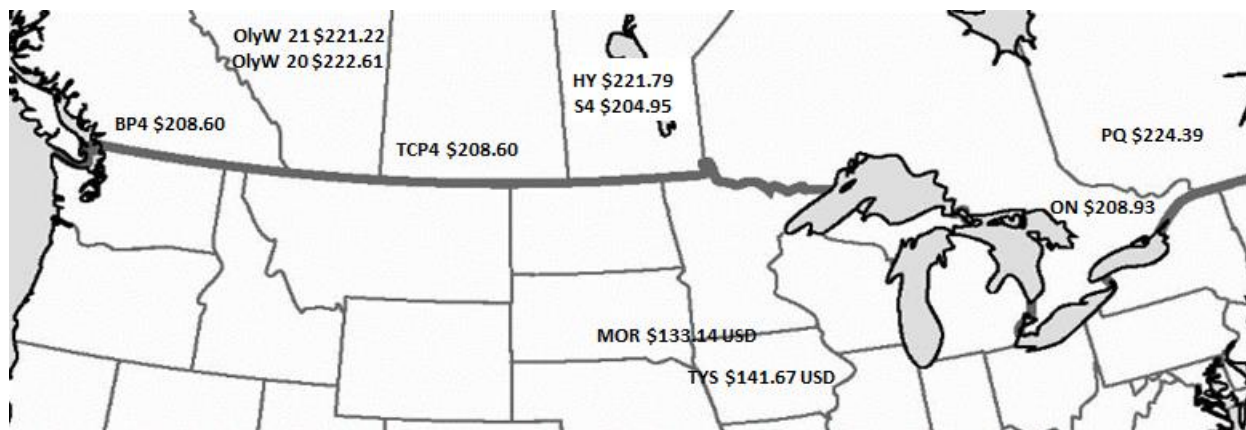 OlyW 21 $221.22
OlyW 20 $222.61
HY $221.79
S4 $204.95
BP4 $208.60
TCP4 $208.60
PQ $224.39
ON $208.93
MOR $133.14 USD
TYS $141.67 USD